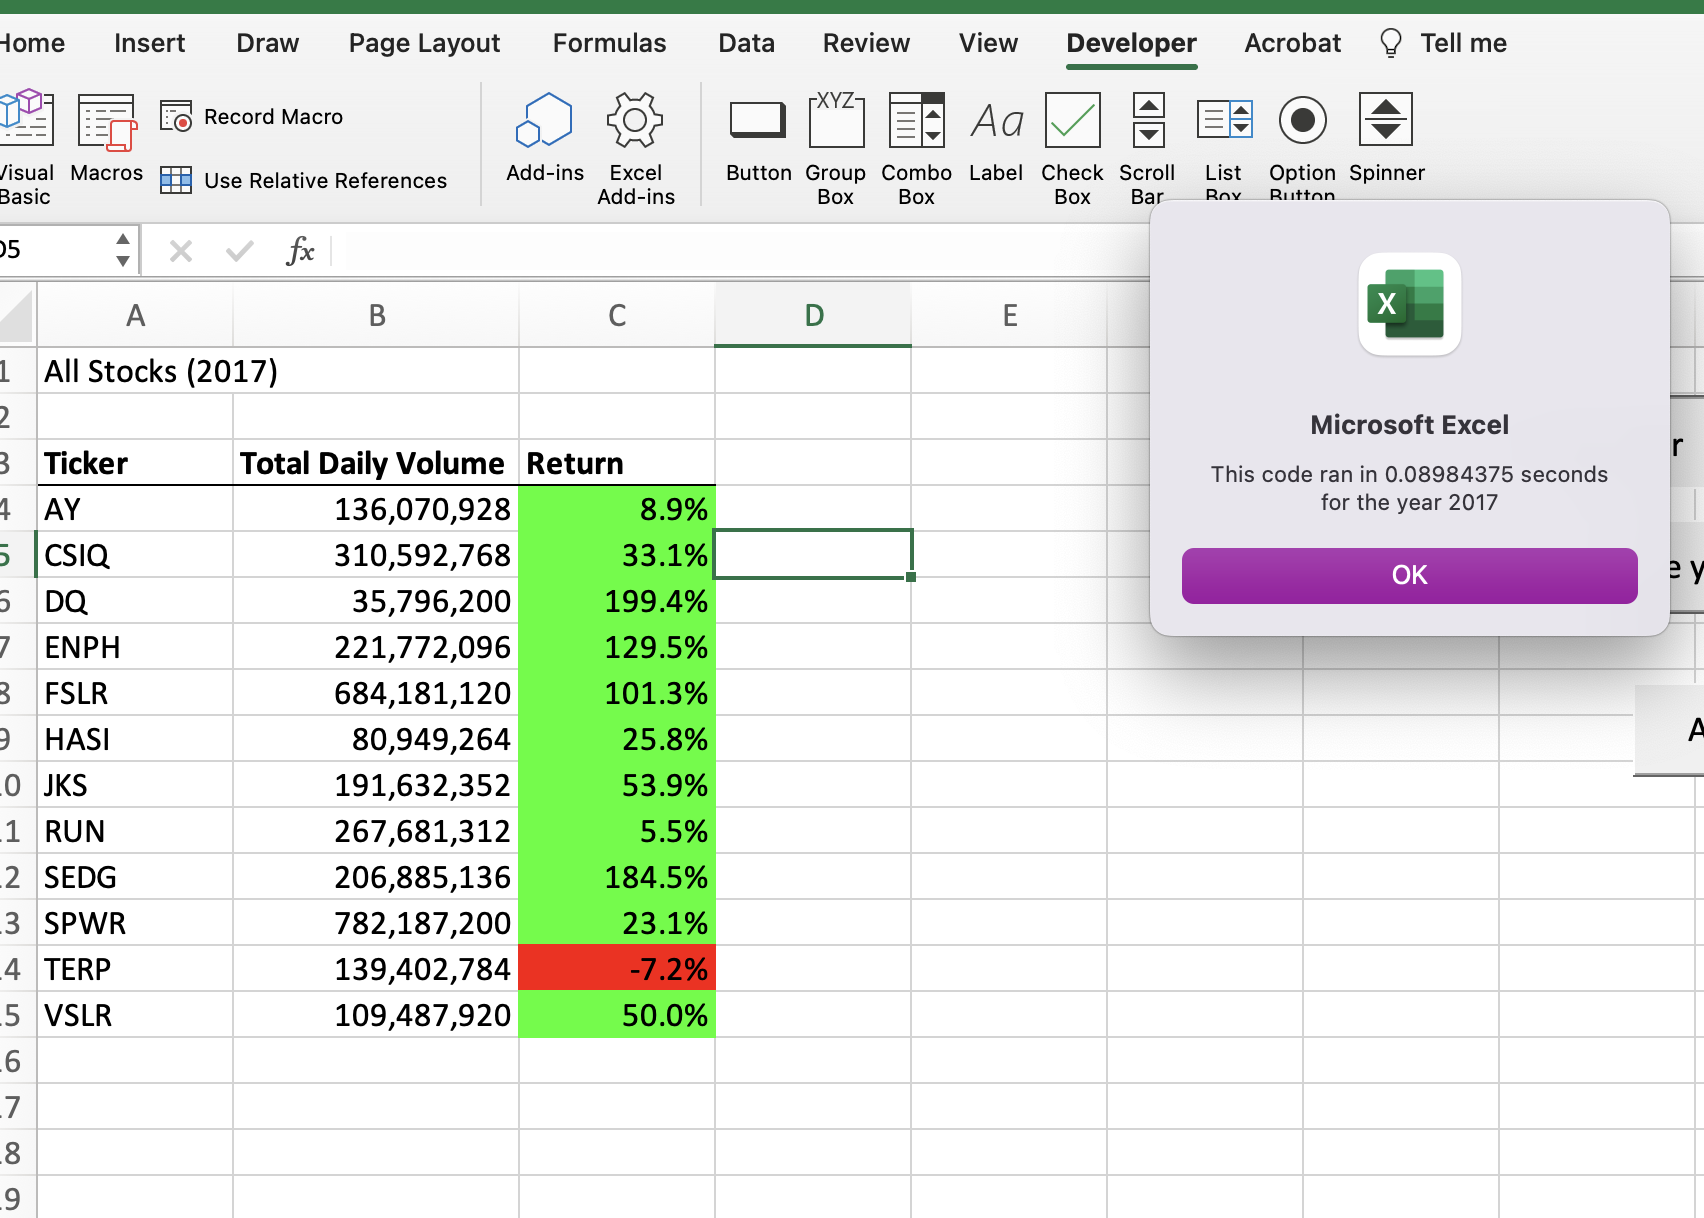 Home Insert Draw Page Layout Formulas Data Review View Developer Acrobat Tell me
Visual Basic
Macros
Record Macro
Use Relative References
Add-ins
Excel Add-ins
Button
XYZ
Group Box
Combo Box
Aa
Label
Check Box
Scroll Bar
List Box
Option Button
Spinner
D5
fx
A B C D E
1 All Stocks (2017)
2
3 Ticker Total Daily Volume Return
4 AY 136,070,928 8.9%
5 CSIQ 310,592,768 33.1%
6 DQ 35,796,200 199.4%
7 ENPH 221,772,096 129.5%
8 FSLR 684,181,120 101.3%
9 HASI 80,949,264 25.8%
10 JKS 191,632,352 53.9%
11 RUN 267,681,312 5.5%
12 SEDG 206,885,136 184.5%
13 SPWR 782,187,200 23.1%
14 TERP 139,402,784 -7.2%
15 VSLR 109,487,920 50.0%
16
17
18
19
X
Microsoft Excel
This code ran in 0.08984375 seconds
for the year 2017
OK